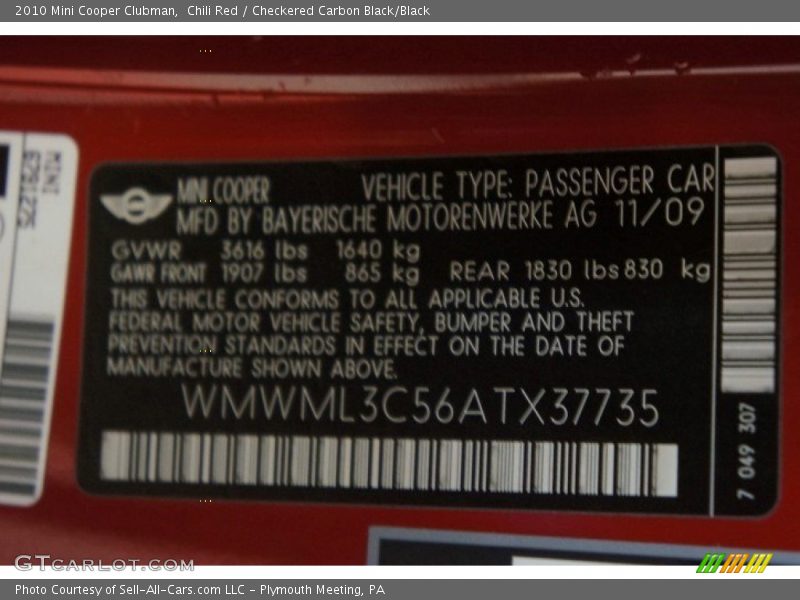 2010 Mini Cooper Clubman,  Chili Red / Checkered Carbon Black/Black
MINI
MINI COOPER VEHICLE TYPE: PASSENGER CAR
MFD BY BAYERISCHE MOTORENWERKE AG 11/09
GVWR 3616 lbs 1640 kg
GAWR FRONT 1907 lbs 865 kg REAR 1830 lbs 830 kg
THIS VEHICLE CONFORMS TO ALL APPLICABLE U.S.
FEDERAL MOTOR VEHICLE SAFETY, BUMPER AND THEFT
PREVENTION STANDARDS IN EFFECT ON THE DATE OF
MANUFACTURE SHOWN ABOVE.
WMWML3C56ATX37735
7 049 307
GTCARLOT.COM
Photo Courtesy of Sell-All-Cars.com LLC - Plymouth Meeting, PA